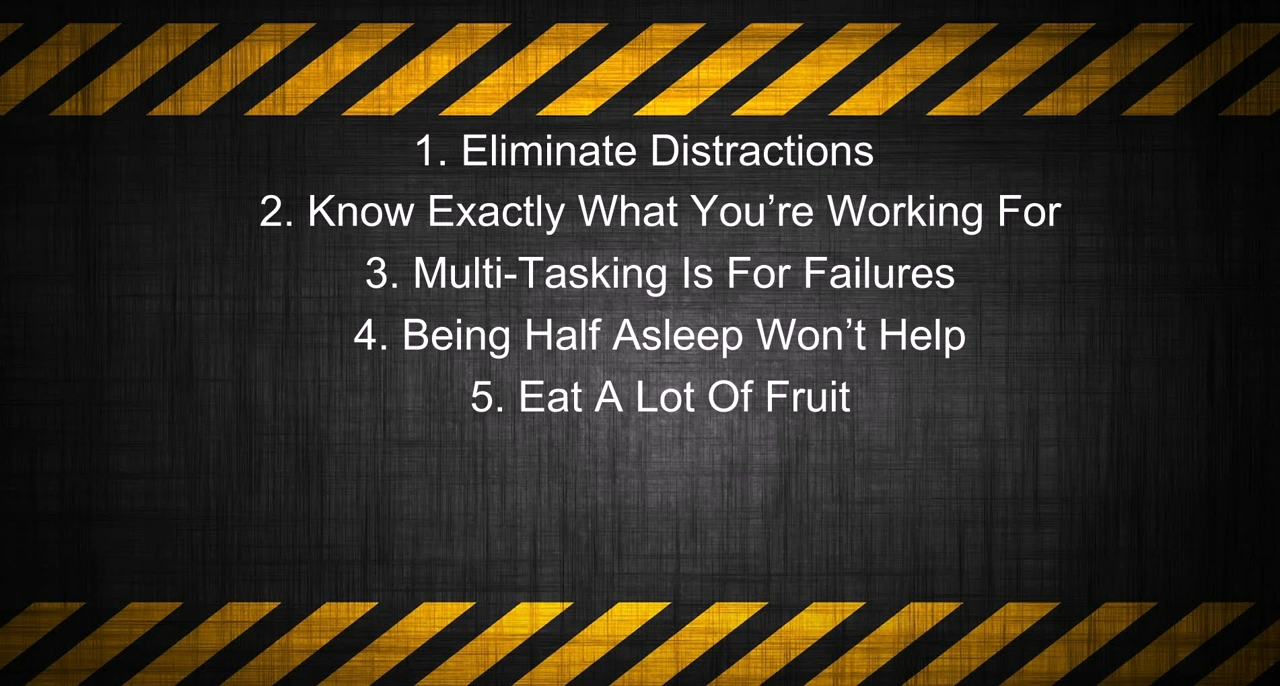 1. Eliminate Distractions
2. Know Exactly What You’re Working For
3. Multi-Tasking Is For Failures
4. Being Half Asleep Won’t Help
5. Eat A Lot Of Fruit